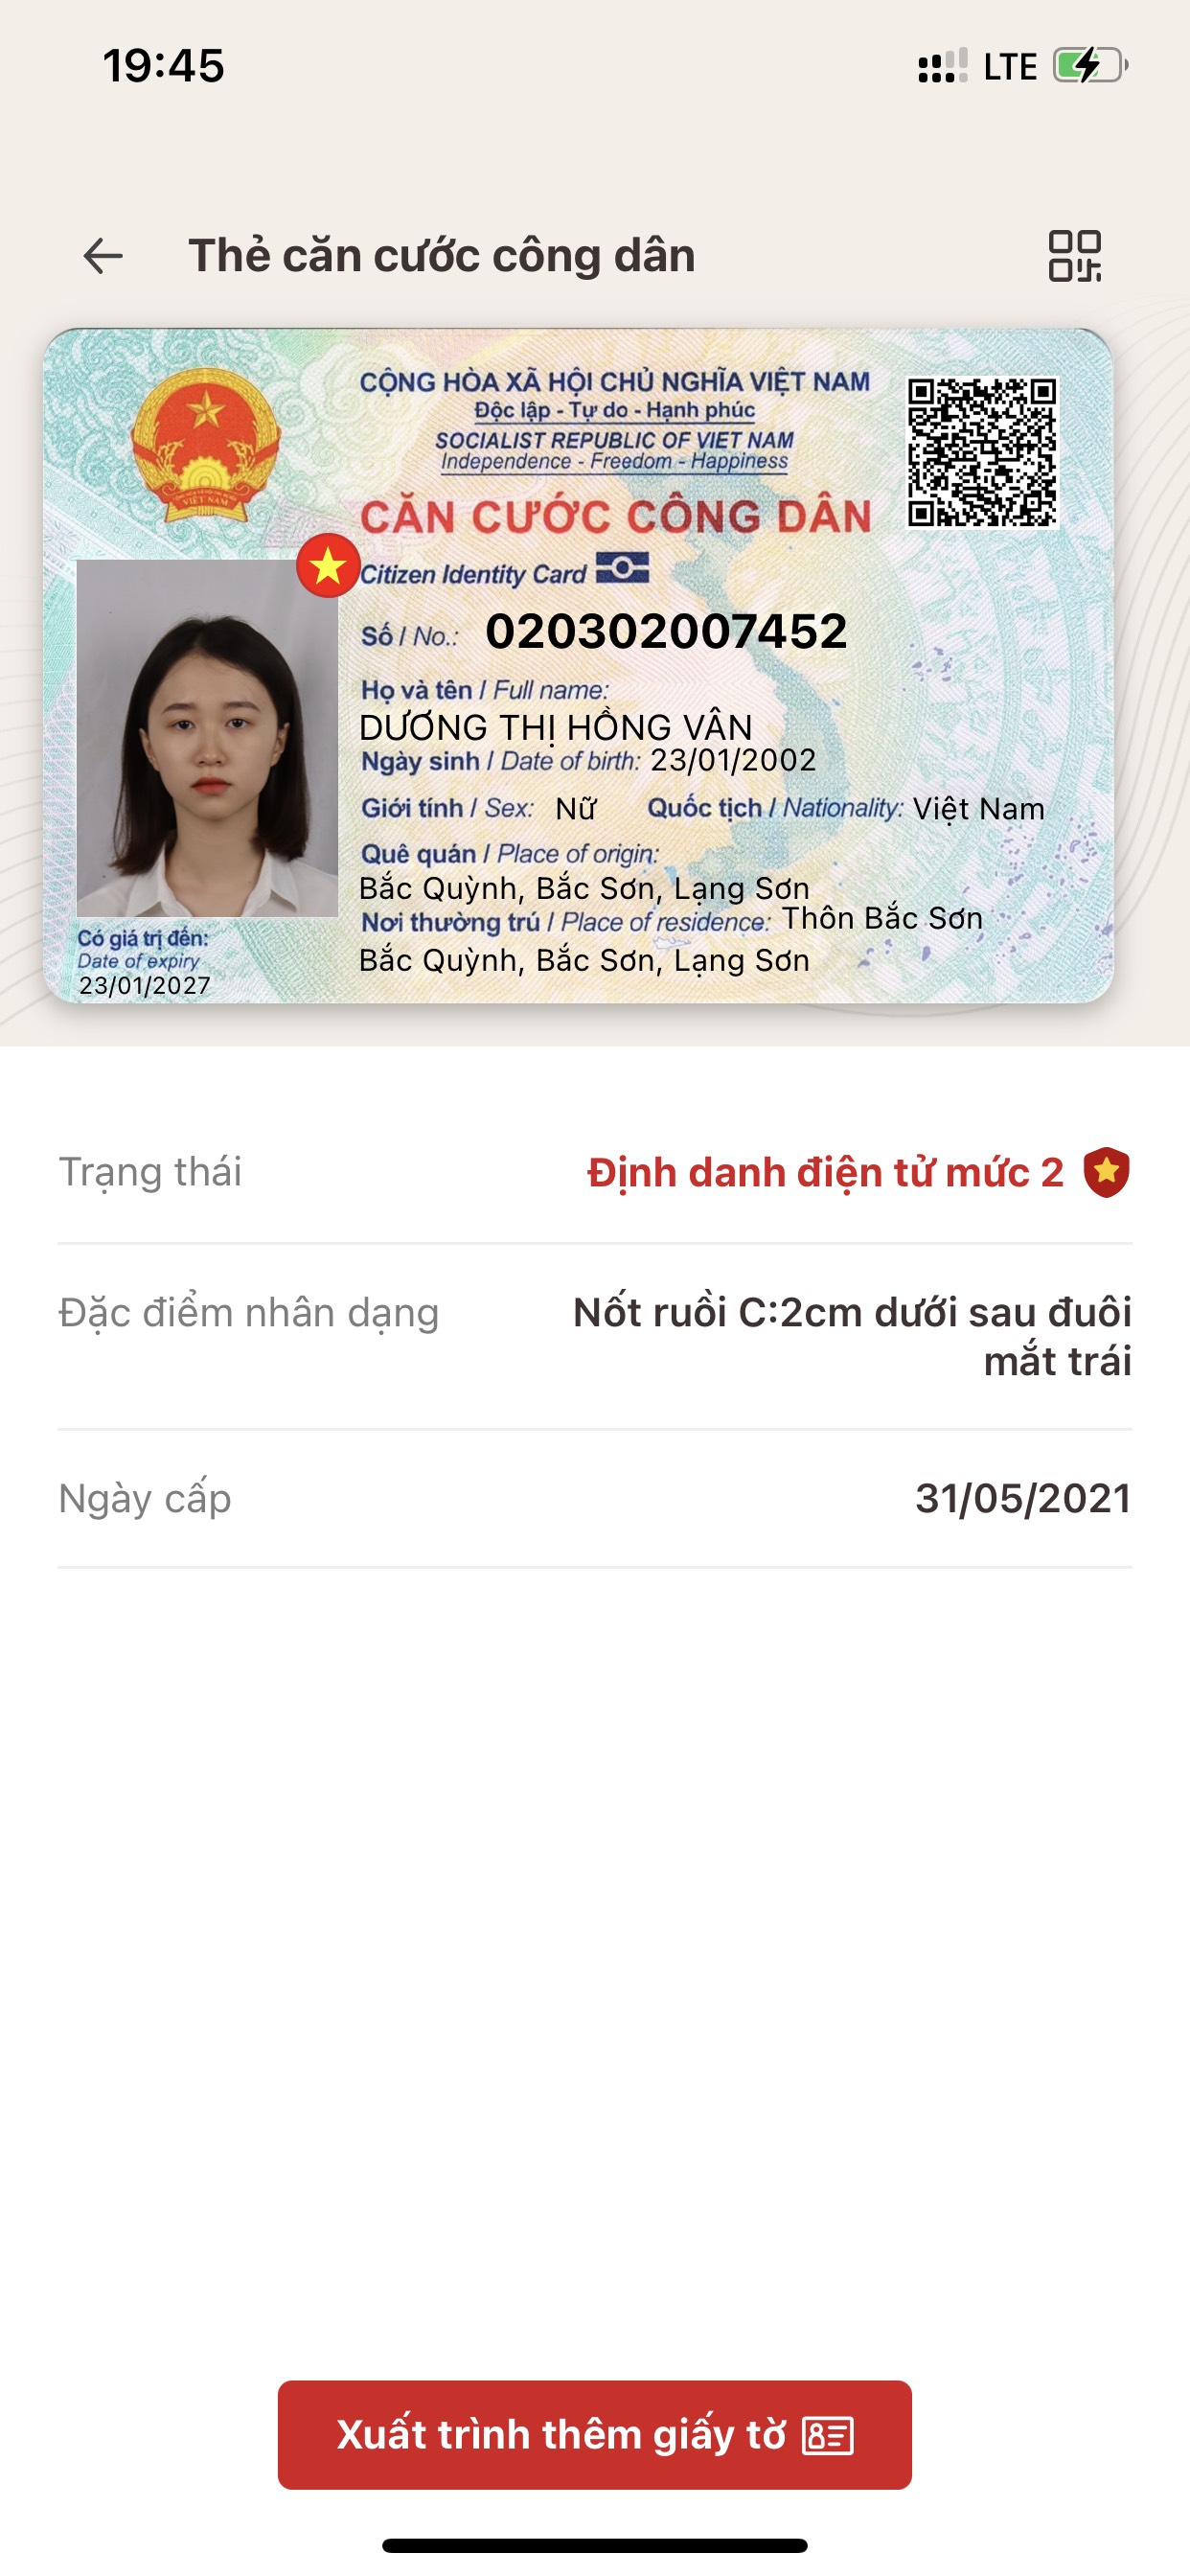 19:45
LTE
Thẻ căn cước công dân
CỘNG HÒA XÃ HỘI CHỦ NGHĨA VIỆT NAM
Độc lập - Tự do - Hạnh phúc
SOCIALIST REPUBLIC OF VIET NAM
Independence - Freedom - Happiness
CĂN CƯỚC CÔNG DÂN
Citizen Identity Card
Số / No.: 020302007452
Họ và tên / Full name:
DƯƠNG THỊ HỒNG VÂN
Ngày sinh / Date of birth: 23/01/2002
Giới tính / Sex: Nữ Quốc tịch / Nationality: Việt Nam
Quê quán / Place of origin:
Bắc Quỳnh, Bắc Sơn, Lạng Sơn
Nơi thường trú / Place of residence: Thôn Bắc Sơn
Bắc Quỳnh, Bắc Sơn, Lạng Sơn
Có giá trị đến:
Date of expiry
23/01/2027
VIỆT NAM
Trạng thái
Định danh điện tử mức 2
Đặc điểm nhân dạng
Nốt ruồi C:2cm dưới sau đuôi
mắt trái
Ngày cấp
31/05/2021
Xuất trình thêm giấy tờ